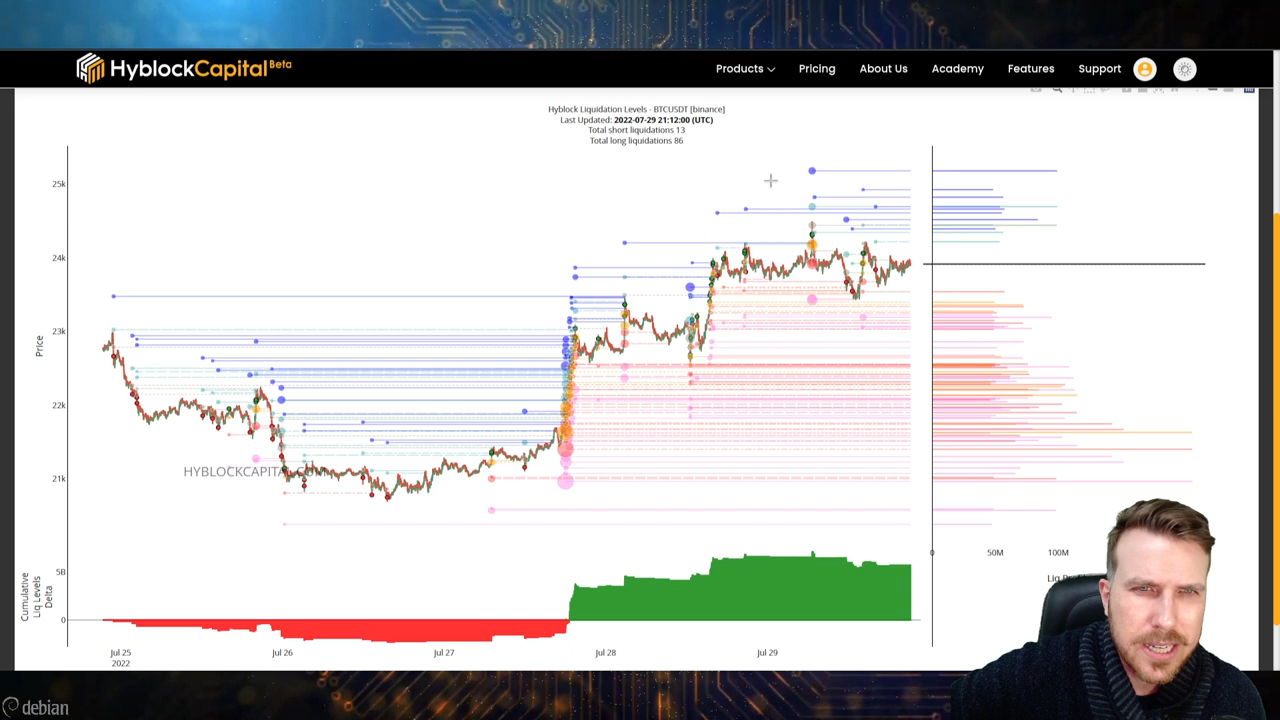 HyblockCapital Beta
Products Pricing About Us Academy Features Support
Hyblock Liquidation Levels - BTCUSDT [binance]
Last Updated: 2022-07-29 21:12:00 (UTC)
Total short liquidations 13
Total long liquidations 86
25k
24k
23k
22k
21k
Price
HYBLOCKCAPITAL.COM
5B
0
Cumulative
Liq Levels
Delta
Jul 25
2022
Jul 26
Jul 27
Jul 28
Jul 29
0
50M
100M
Liq
debian